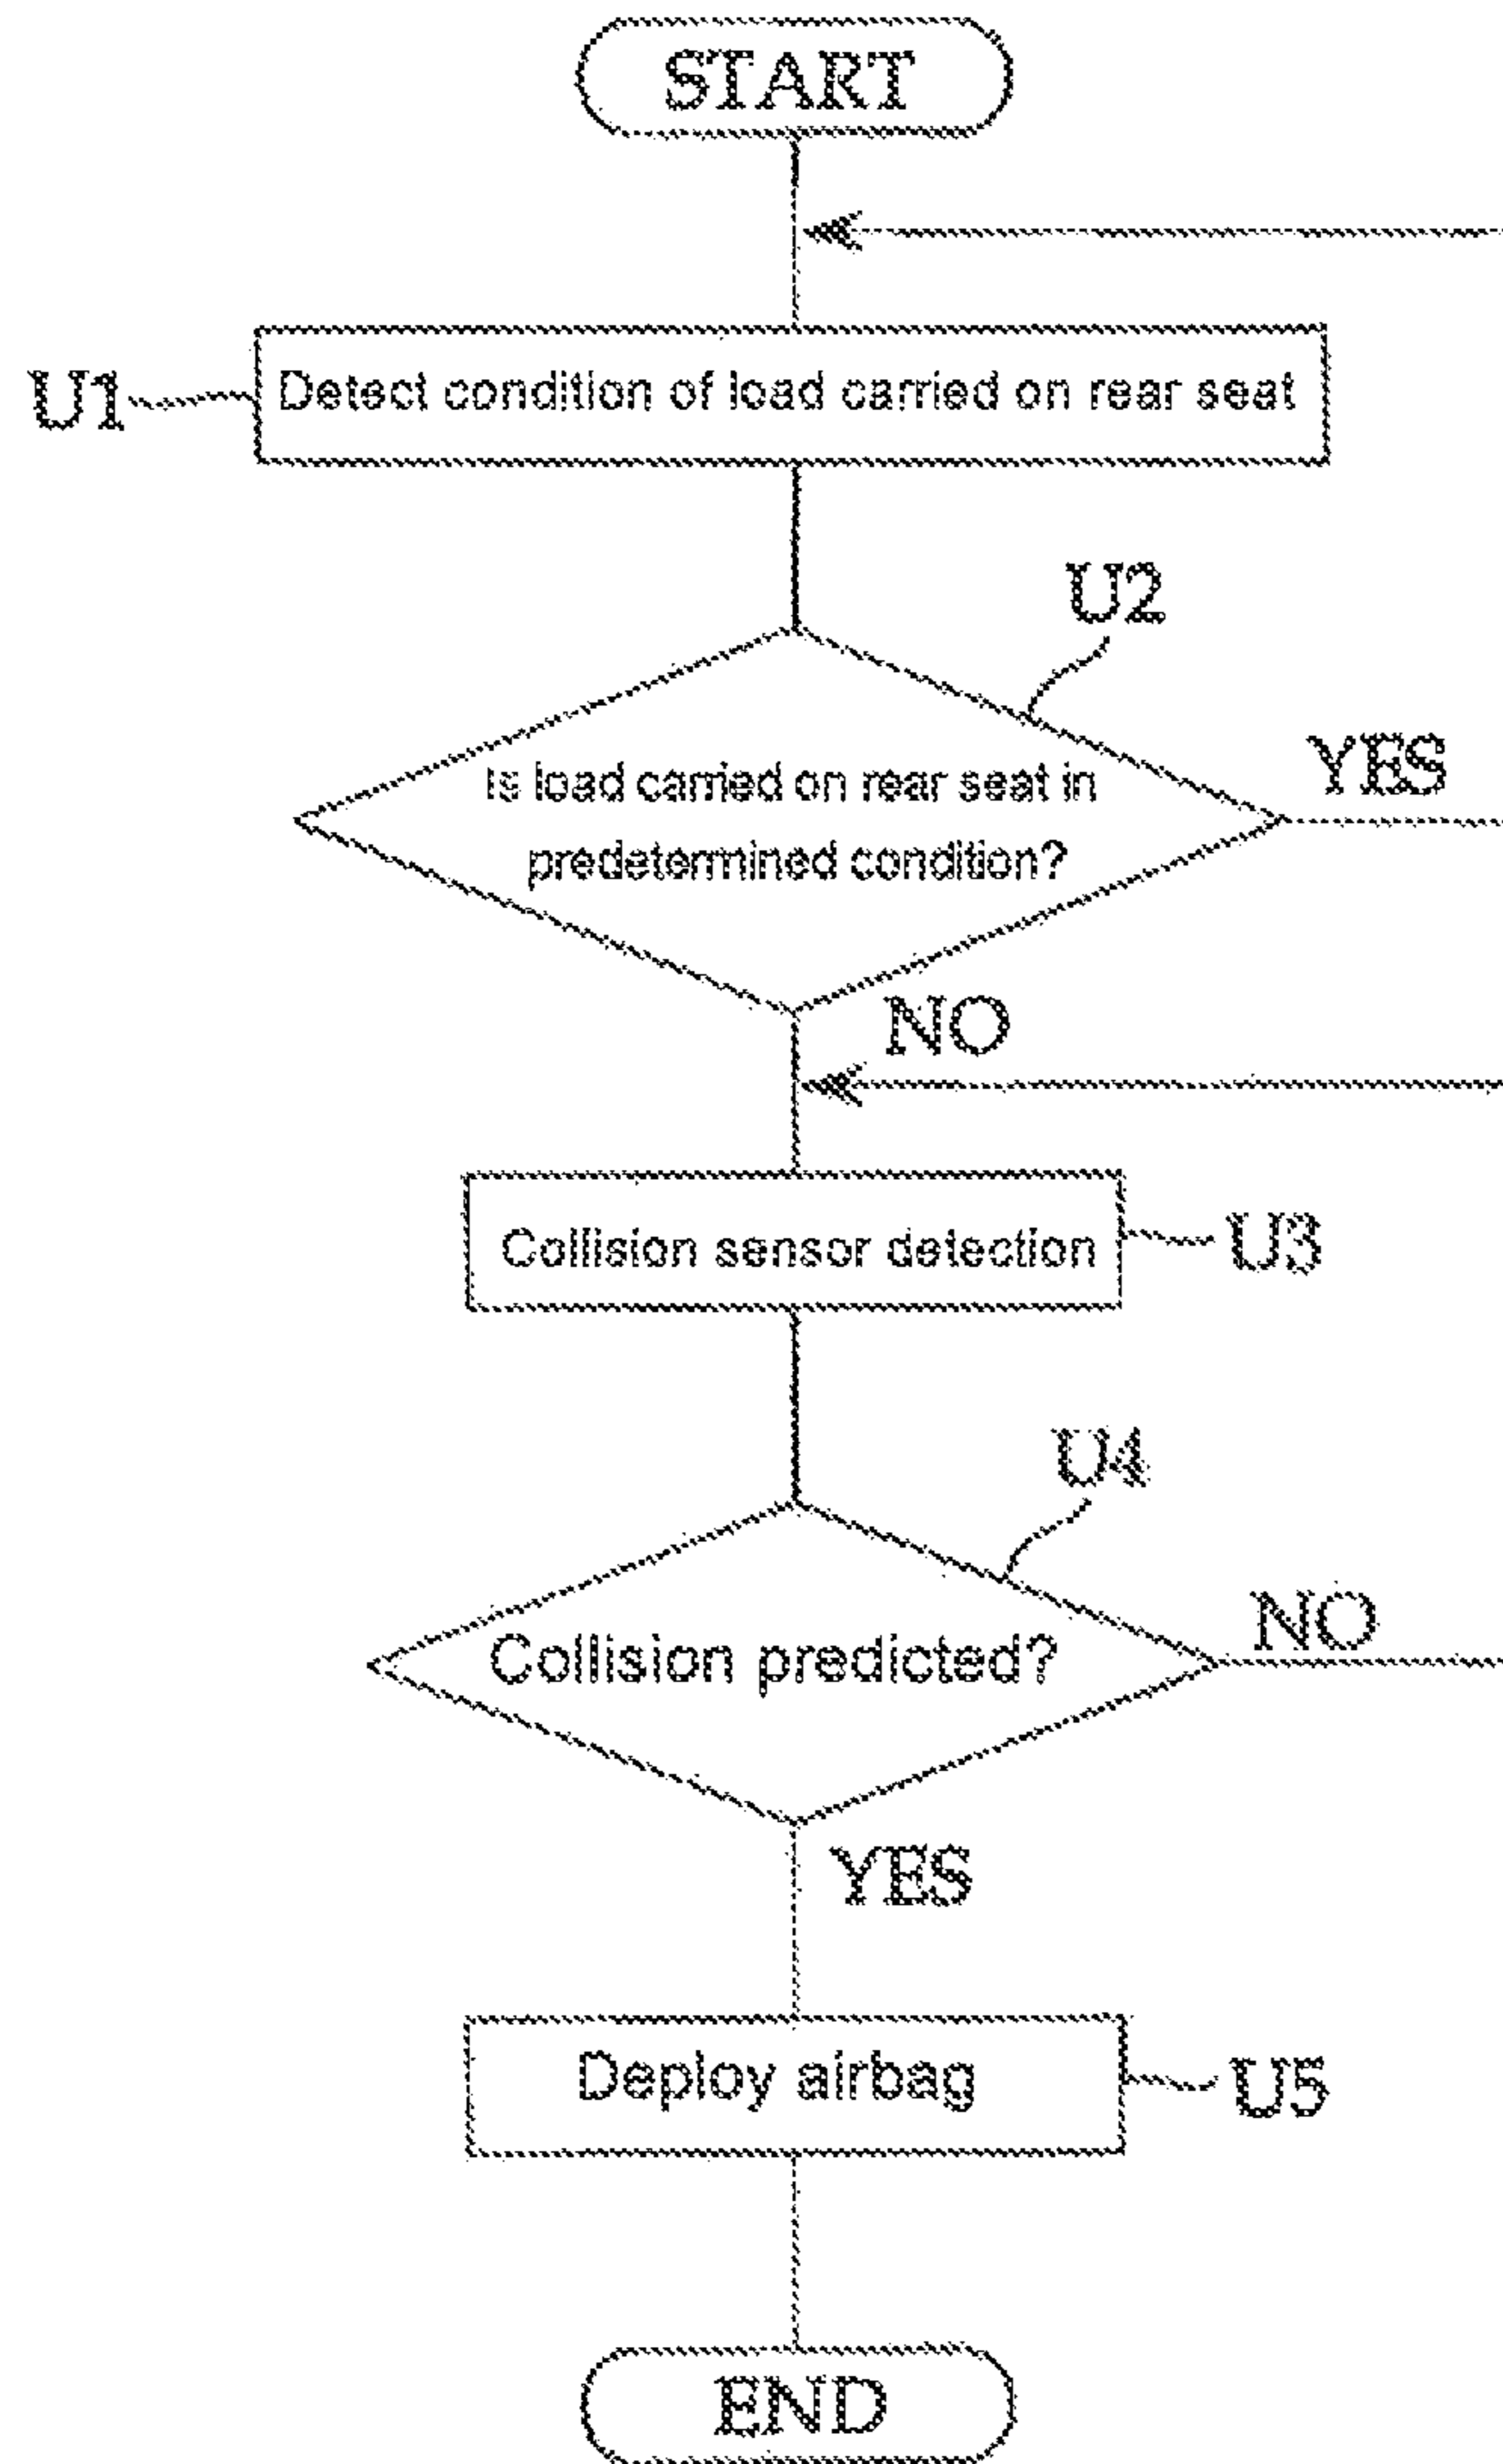 START
U1
Detect condition of load carried on rear seat
U2
Is load carried on rear seat in
predetermined condition?
YES
NO
Collision sensor detection
U3
U4
Collision predicted?
NO
YES
Deploy airbag
U5
END